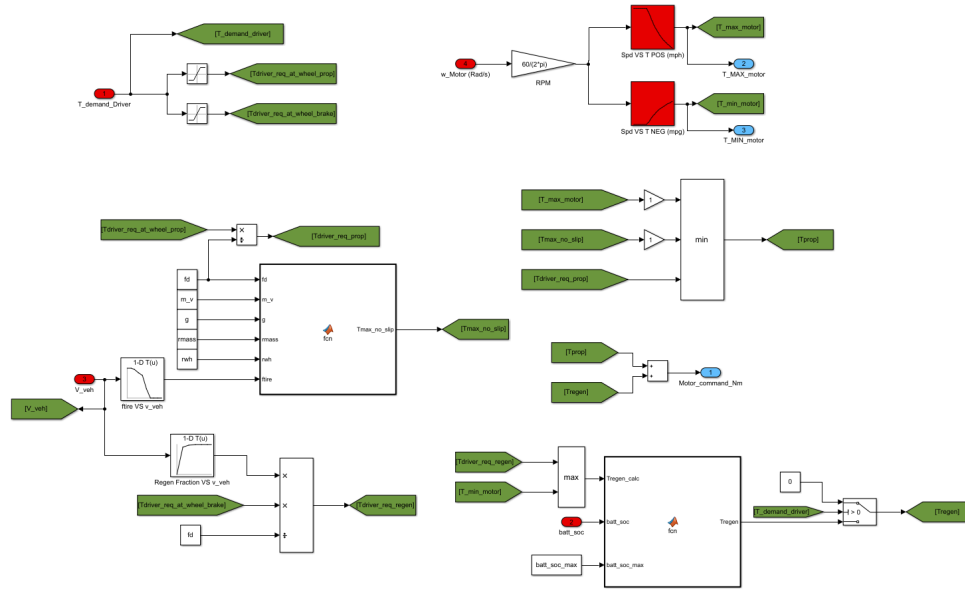 [T_demand_driver]
[Tdriver_req_at_wheel_prop]
1
T_demand_Driver
[Tdriver_req_at_wheel_brake]
4
w_Motor (Rad/s)
60/(2*pi)
RPM
Spd VS T POS (mph)
[T_max_motor]
2
T_MAX_motor
Spd VS T NEG (mpg)
[T_min_motor]
3
T_MIN_motor
[Tdriver_req_at_wheel_prop]
×
÷
[Tdriver_req_prop]
fd
m_v
g
rmass
rwh
fd
m_v
g
rmass
rwh
ftire
fcn
Tmax_no_slip
[Tmax_no_slip]
V_veh
[V_veh]
1-D T(u)
ftire VS v_veh
1-D T(u)
Regen Fraction VS v_veh
[Tdriver_req_at_wheel_brake]
fd
×
×
÷
[Tdriver_req_regen]
[T_max_motor]
1
[Tmax_no_slip]
1
[Tdriver_req_prop]
min
[Tprop]
[Tprop]
[Tregen]
+
+
1
Motor_command_Nm
[Tdriver_req_regen]
[T_min_motor]
max
2
batt_soc
batt_soc_max
Tregen_calc
batt_soc
batt_soc_max
fcn
Tregen
0
[T_demand_driver]
> 0
[Tregen]